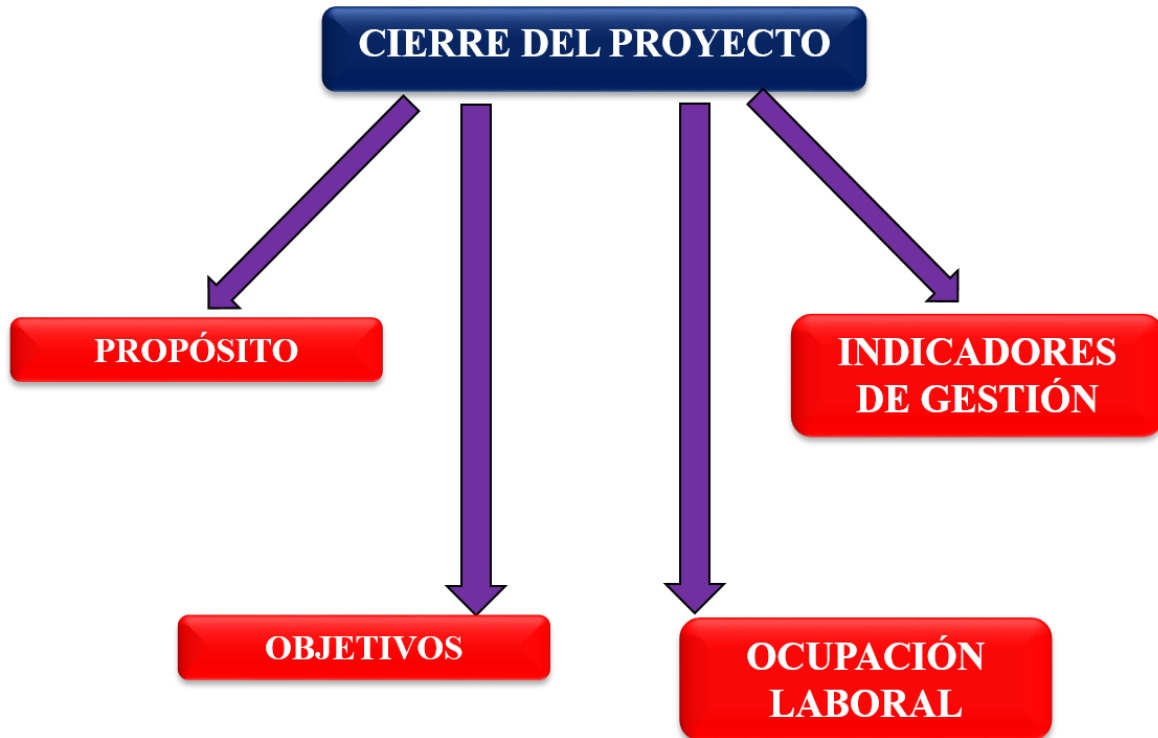 CIERRE DEL PROYECTO
PROPÓSITO
INDICADORES
DE GESTIÓN
OBJETIVOS
OCUPACIÓN
LABORAL